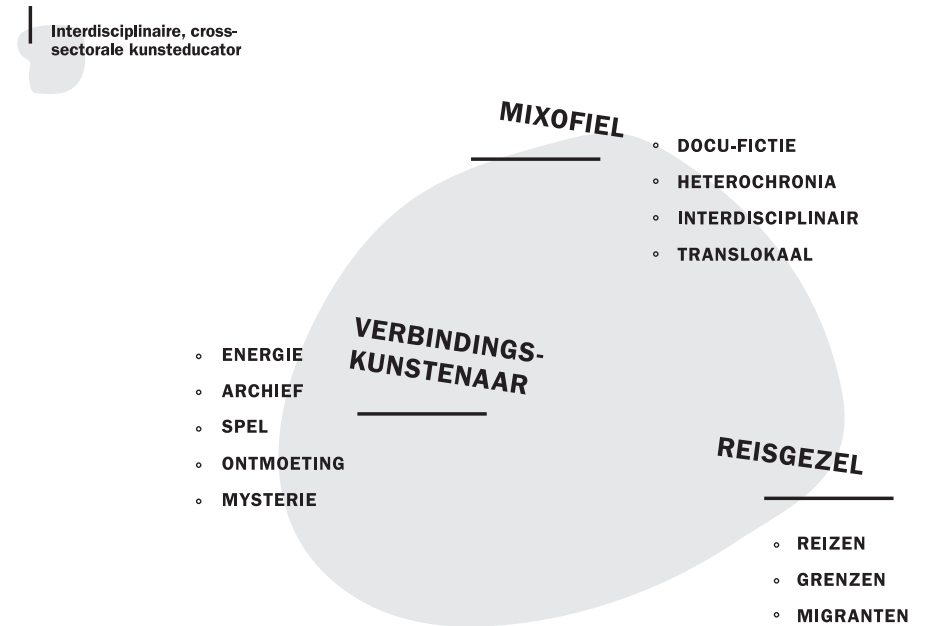 Interdisciplinaire, cross-
sectorale kunsteducator
MIXOFIEL
DOCU-FICTIE
HETEROCHRONIA
INTERDISCIPLINAIR
TRANSLOKAAL
VERBINDINGS-
KUNSTENAAR
ENERGIE
ARCHIEF
SPEL
ONTMOETING
MYSTERIE
REISGEZEL
REIZEN
GRENZEN
MIGRANTEN